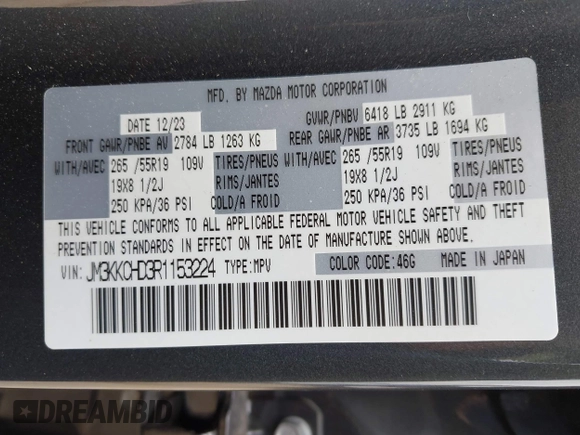 MFD. BY MAZDA MOTOR CORPORATION
DATE 12/23 GVWR/PNBV 6418 LB 2911 KG
FRONT GAWR/PNBE AV 2784 LB 1263 KG REAR GAWR/PNBE AR 3735 LB 1694 KG
WITH/AVEC 265 /55R19 109V TIRES/PNEUS WITH/AVEC 265 /55R19 109V TIRES/PNEUS
19X8 1/2J RIMS/JANTES 19X8 1/2J RIMS/JANTES
250 KPA/36 PSI COLD/A FROID 250 KPA/36 PSI COLD/A FROID
THIS VEHICLE CONFORMS TO ALL APPLICABLE FEDERAL MOTOR VEHICLE SAFETY AND THEFT
PREVENTION STANDARDS IN EFFECT ON THE DATE OF MANUFACTURE SHOWN ABOVE.
VIN: JM3KKCHD3R1153224 TYPE:MPV COLOR CODE:46G MADE IN JAPAN
DREAMBID